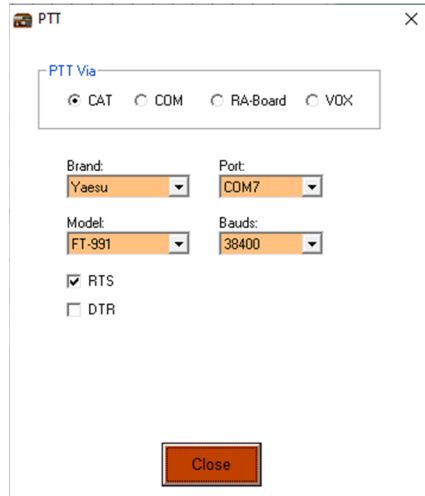 PTT
PTT Via
CAT COM RA-Board VOX
Brand: Port:
Yaesu COM7
Model: Bauds:
FT-991 38400
RTS
DTR
Close